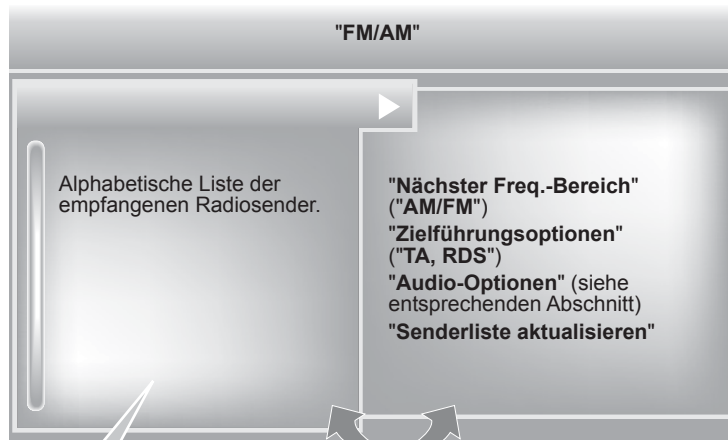 "FM/AM"
Alphabetische Liste der
empfangenen Radiosender.
"Nächster Freq.-Bereich"
("AM/FM")
"Zielführungsoptionen"
("TA, RDS")
"Audio-Optionen" (siehe
entsprechenden Abschnitt)
"Senderliste aktualisieren"